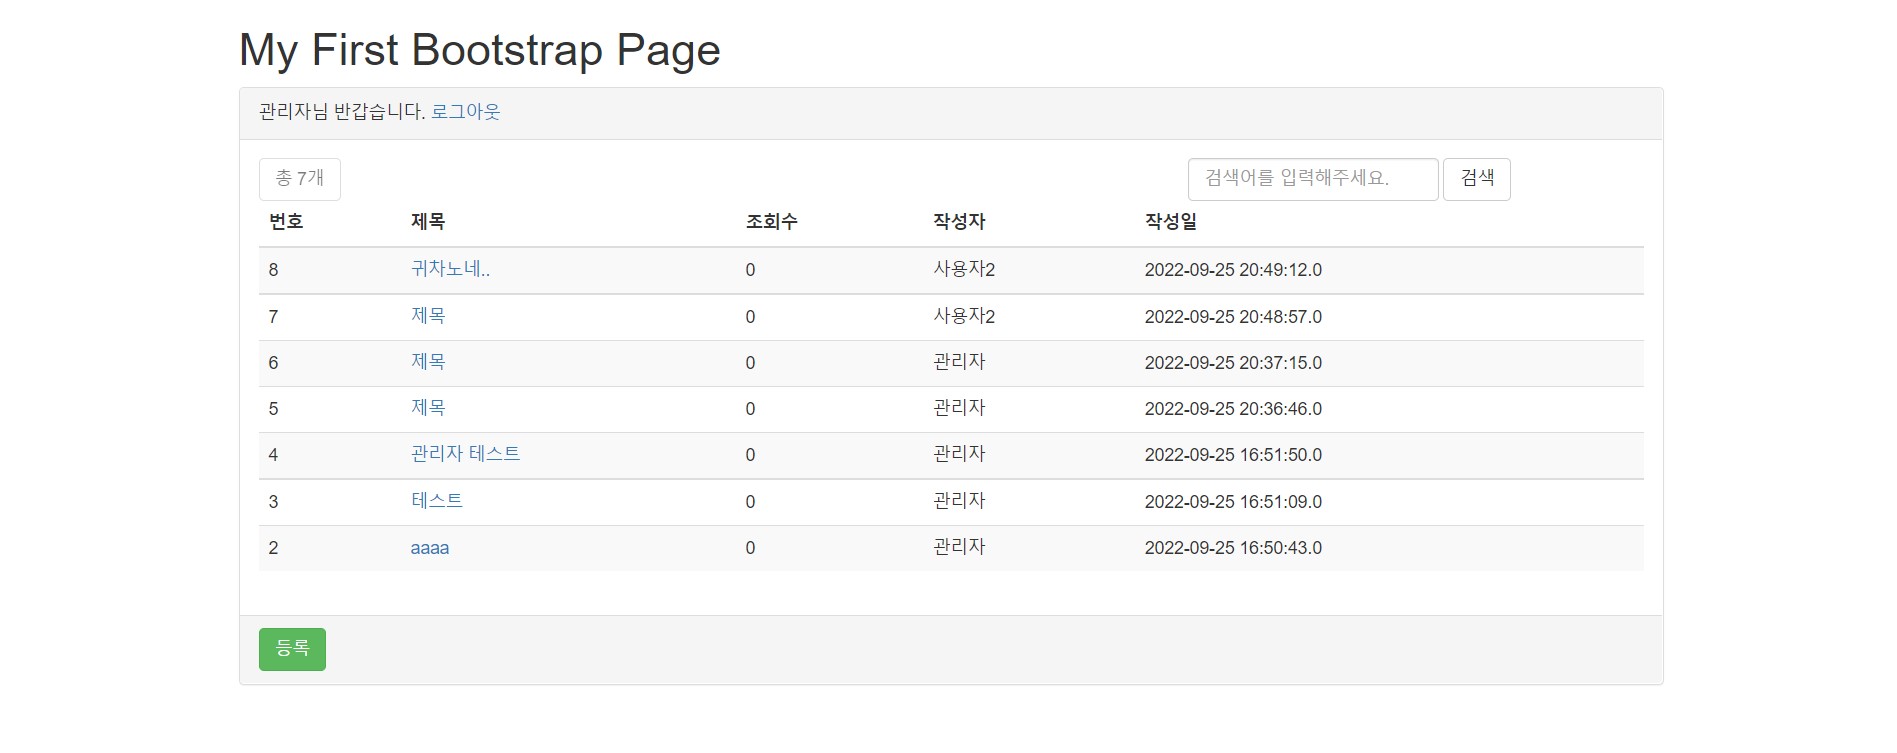 My First Bootstrap Page
관리자님 반갑습니다. 로그아웃
총 7개 검색어를 입력해주세요. 검색
번호 제목 조회수 작성자 작성일
8 귀차노네.. 0 사용자2 2022-09-25 20:49:12.0
7 제목 0 사용자2 2022-09-25 20:48:57.0
6 제목 0 관리자 2022-09-25 20:37:15.0
5 제목 0 관리자 2022-09-25 20:36:46.0
4 관리자 테스트 0 관리자 2022-09-25 16:51:50.0
3 테스트 0 관리자 2022-09-25 16:51:09.0
2 aaaa 0 관리자 2022-09-25 16:50:43.0
등록